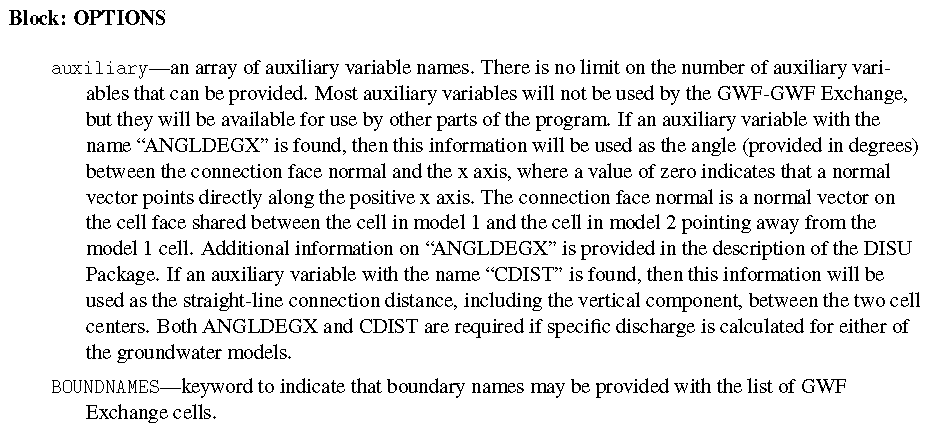 Block: OPTIONS
auxiliary—an array of auxiliary variable names. There is no limit on the number of auxiliary vari-
ables that can be provided. Most auxiliary variables will not be used by the GWF-GWF Exchange,
but they will be available for use by other parts of the program. If an auxiliary variable with the
name “ANGLDEGX” is found, then this information will be used as the angle (provided in degrees)
between the connection face normal and the x axis, where a value of zero indicates that a normal
vector points directly along the positive x axis. The connection face normal is a normal vector on
the cell face shared between the cell in model 1 and the cell in model 2 pointing away from the
model 1 cell. Additional information on “ANGLDEGX” is provided in the description of the DISU
Package. If an auxiliary variable with the name “CDIST” is found, then this information will be
used as the straight-line connection distance, including the vertical component, between the two cell
centers. Both ANGLDEGX and CDIST are required if specific discharge is calculated for either of
the groundwater models.
BOUNDNAMES—keyword to indicate that boundary names may be provided with the list of GWF
Exchange cells.